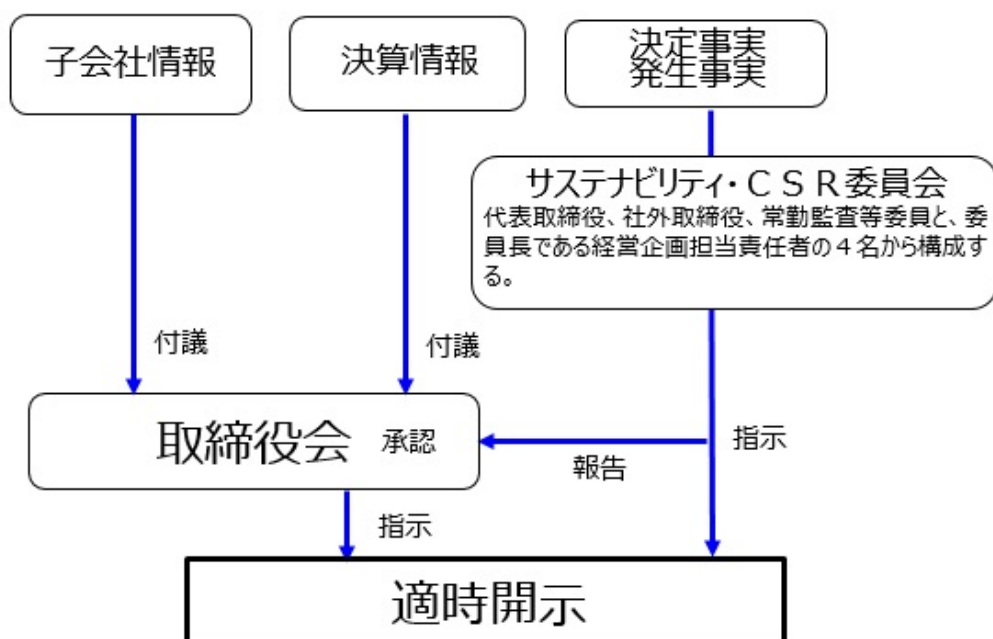 子会社情報
決算情報
決定事実
発生事実
サステナビリティ・ＣＳＲ委員会
代表取締役、社外取締役、常勤監査等委員と、委
員長である経営企画担当責任者の４名から構成す
る。
付議
付議
取締役会 承認
報告
指示
指示
適時開示